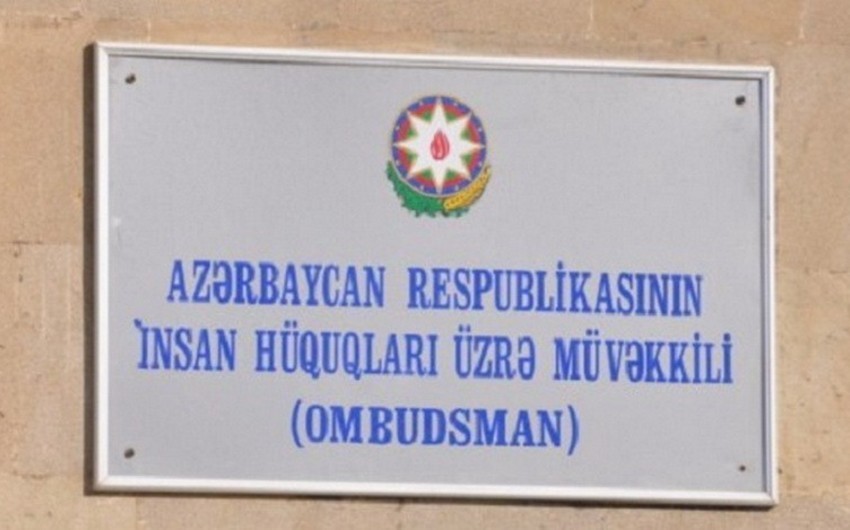 AZƏRBAYCAN RESPUBLİKASININ
İNSAN HÜQUQLARI ÜZRƏ MÜVƏKKİLİ
(OMBUDSMAN)